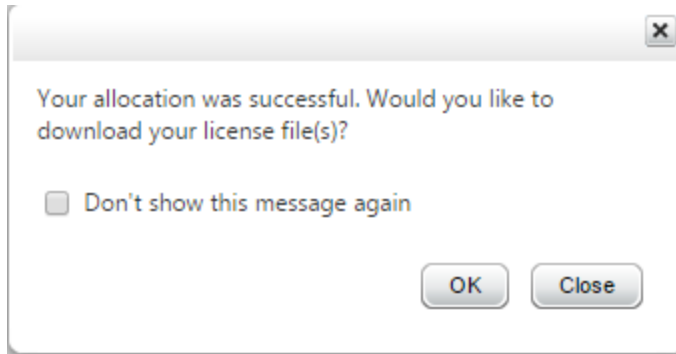 Your allocation was successful. Would you like to
download your license file(s)?
Don't show this message again
OK
Close